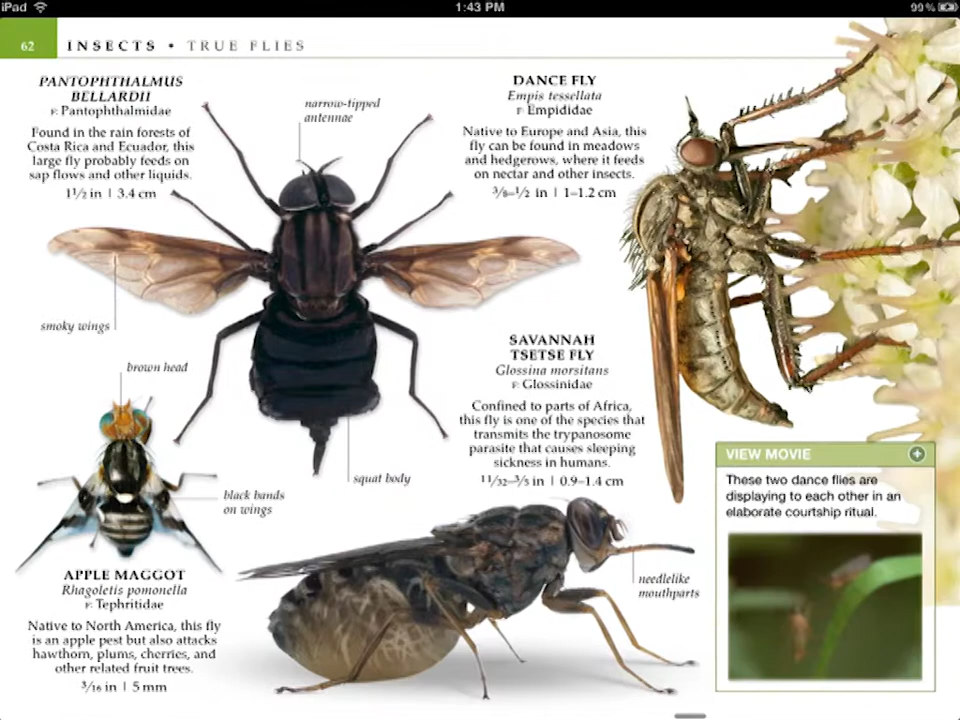 iPad 1:43 PM 99%
62 INSECTS • TRUE FLIES
PANTOPHTHALMUS
BELLARDII
F: Pantophthalmidae
Found in the rain forests of
Costa Rica and Ecuador, this
large fly probably feeds on
sap flows and other liquids.
1 1/2 in | 3.4 cm
narrow-tipped
antennae
smoky wings
squat body
DANCE FLY
Empis tessellata
F: Empididae
Native to Europe and Asia, this
fly can be found in meadows
and hedgerows, where it feeds
on nectar and other insects.
3/8–1/2 in | 1–1.2 cm
SAVANNAH
TSETSE FLY
Glossina morsitans
F: Glossinidae
Confined to parts of Africa,
this fly is one of the species that
transmits the trypanosome
parasite that causes sleeping
sickness in humans.
11/32–3/5 in | 0.9–1.4 cm
needlelike
mouthparts
brown head
black bands
on wings
APPLE MAGGOT
Rhagoletis pomonella
F: Tephritidae
Native to North America, this fly
is an apple pest but also attacks
hawthorn, plums, cherries, and
other related fruit trees.
3/16 in | 5 mm
VIEW MOVIE
These two dance flies are
displaying to each other in an
elaborate courtship ritual.